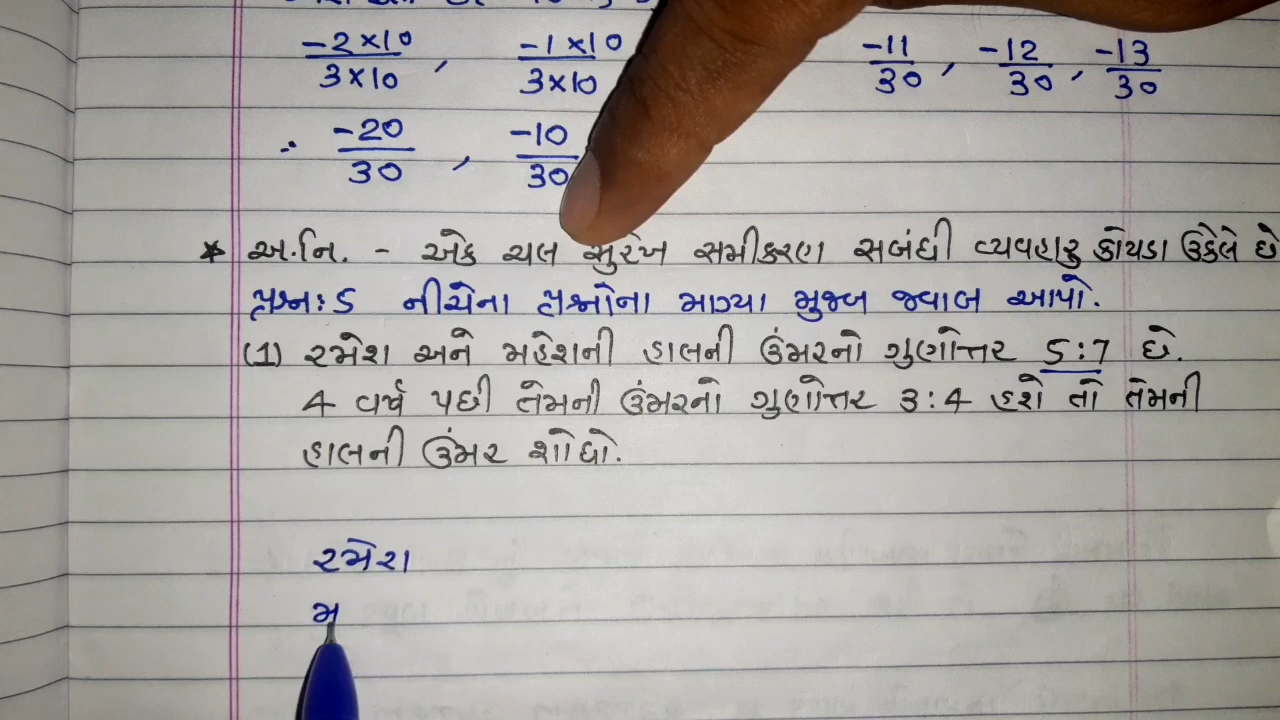 -2×10/3×10 , -1×10/3×10 -11/30 , -12/30 , -13/30
∴ -20/30 , -10/30
* અ.નિ. - એક ચલ સુરેખ સમીકરણ સબંધી વ્યવહારુ કોયડા ઉકેલે છે
પ્રશ્ન: 5 નીચેના પ્રશ્નોના માગ્યા મુજબ જવાબ આપો.
(1) રમેશ અને મહેશની હાલની ઉંમરનો ગુણોત્તર 5:7 છે.
4 વર્ષ પછી તેમની ઉંમરનો ગુણોત્તર 3:4 હશે તો તેમની
હાલની ઉંમર શોધો.
રમેશ
મ